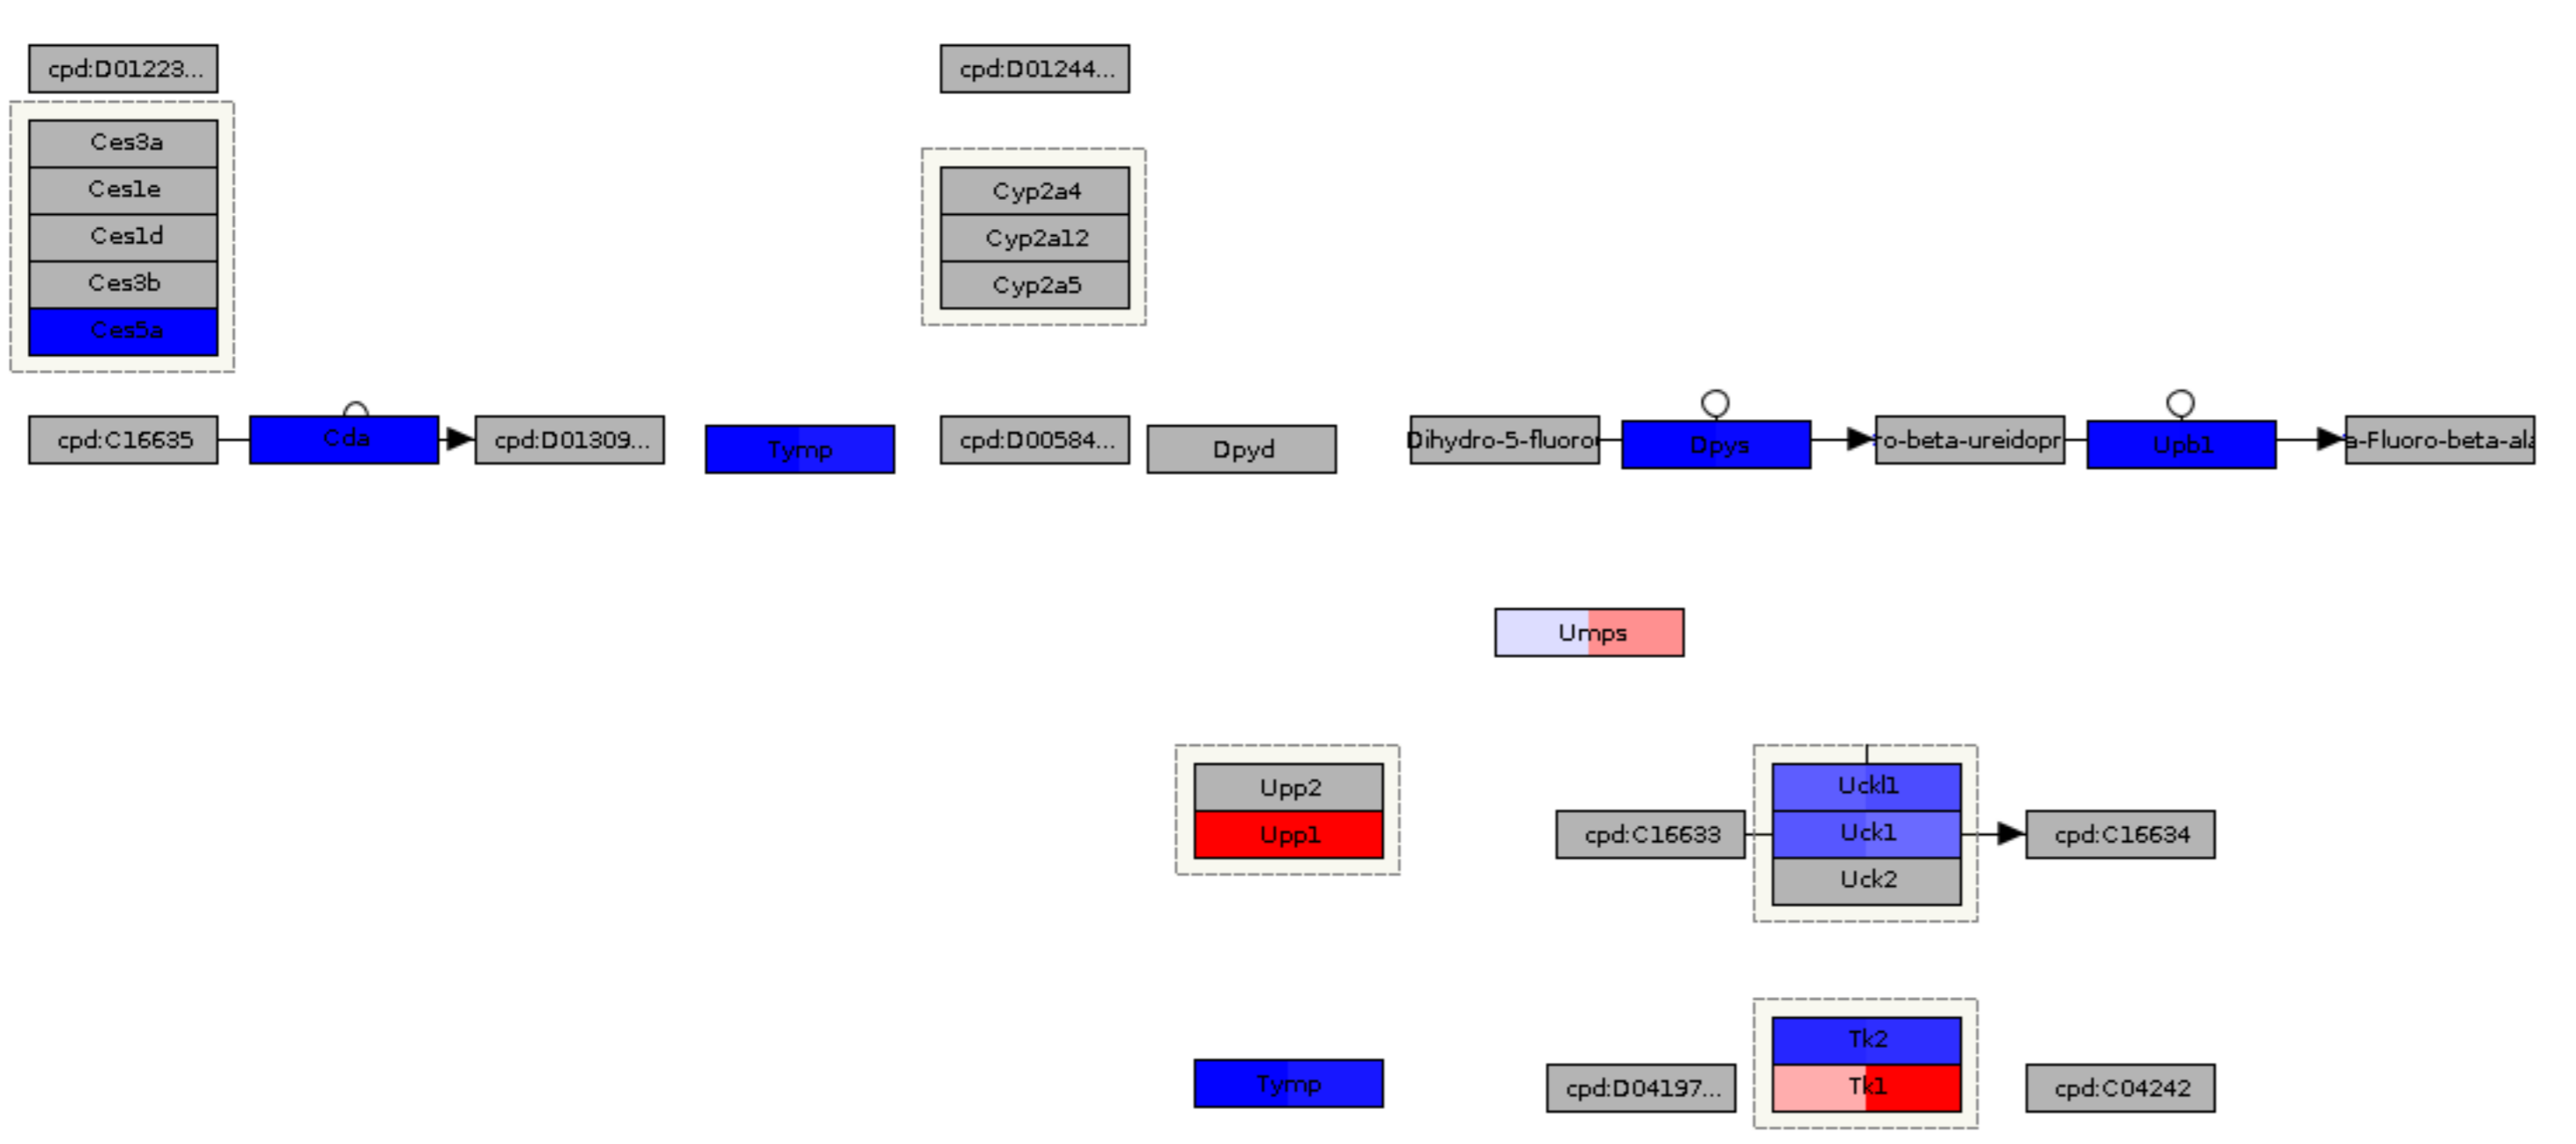 cpd:D01223...
cpd:D01244...
Ces3a
Ces1e
Ces1d
Ces3b
Ces5a
Cyp2a4
Cyp2a12
Cyp2a5
cpd:C16635
Cda
cpd:D01309...
Tymp
cpd:D00584...
Dpyd
Dihydro-5-fluoro
Dpys
ro-beta-ureidopr
Upb1
a-Fluoro-beta-ala
Umps
Upp2
Upp1
cpd:C16633
Uckl1
Uck1
Uck2
cpd:C16634
Tymp
cpd:D04197...
Tk2
Tk1
cpd:C04242